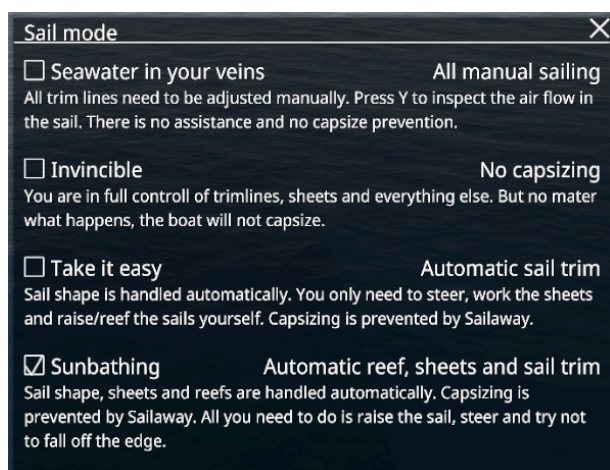 Sail mode
Seawater in your veins All manual sailing
All trim lines need to be adjusted manually. Press Y to inspect the air flow in
the sail. There is no assistance and no capsize prevention.
Invincible No capsizing
You are in full controll of trimlines, sheets and everything else. But no mater
what happens, the boat will not capsize.
Take it easy Automatic sail trim
Sail shape is handled automatically. You only need to steer, work the sheets
and raise/reef the sails yourself. Capsizing is prevented by Sailaway.
Sunbathing Automatic reef, sheets and sail trim
Sail shape, sheets and reefs are handled automatically. Capsizing is
prevented by Sailaway. All you need to do is raise the sail, steer and try not
to fall off the edge.